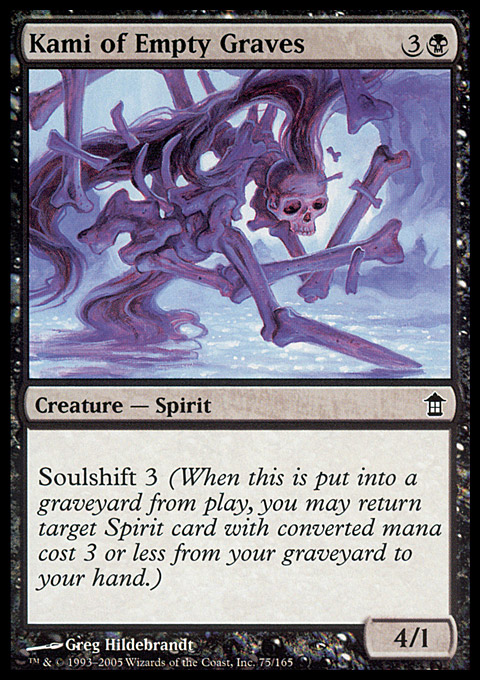 Kami of Empty Graves 3
Creature — Spirit
Soulshift 3 (When this is put into a
graveyard from play, you may return
target Spirit card with converted mana
cost 3 or less from your graveyard to
your hand.)
Greg Hildebrandt
4/1
™ & © 1993–2005 Wizards of the Coast, Inc. 75/165